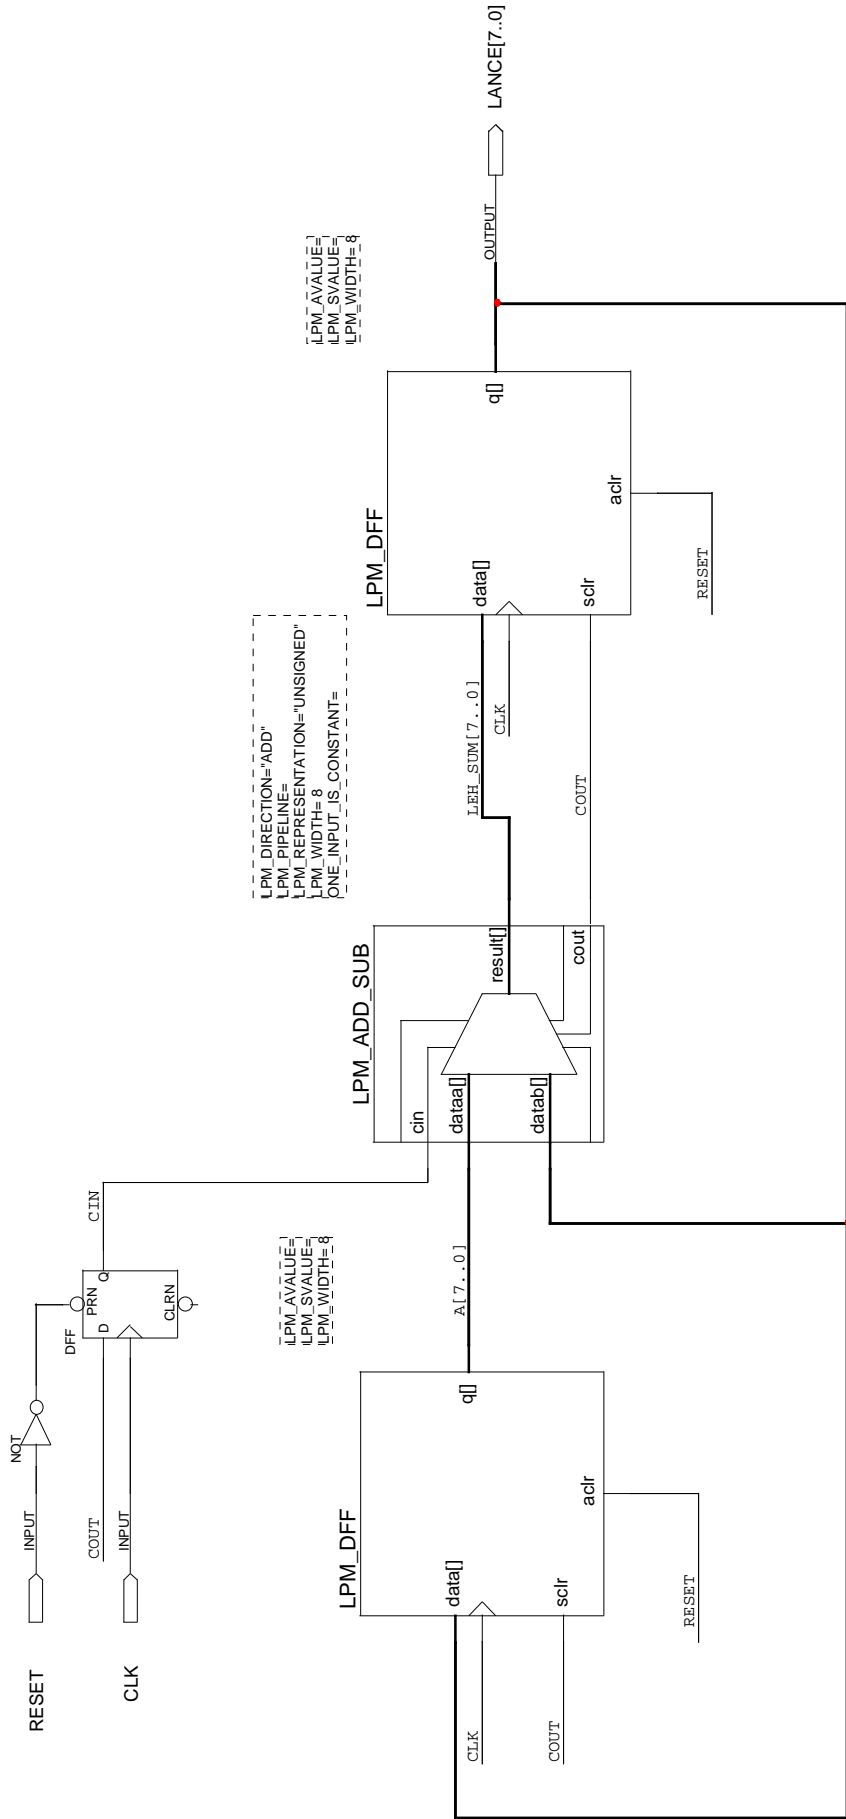 RESET
INPUT
NOT
CLK
INPUT
COUT
DFF
PRN
D
Q
CLRN
CIN
LPM_DFF
data[]
CLK
sclr
COUT
aclr
RESET
q[]
LPM_AVALUE=
LPM_SVALUE=
LPM_WIDTH= 8
A[7..0]
LPM_ADD_SUB
cin
dataa[]
datab[]
result[]
cout
LPM_DIRECTION="ADD"
LPM_PIPELINE=
LPM_REPRESENTATION="UNSIGNED"
LPM_WIDTH= 8
ONE_INPUT_IS_CONSTANT=
LEH_SUM[7..0]
CLK
COUT
LPM_DFF
data[]
sclr
aclr
RESET
q[]
LPM_AVALUE=
LPM_SVALUE=
LPM_WIDTH= 8
OUTPUT
LANCE[7..0]